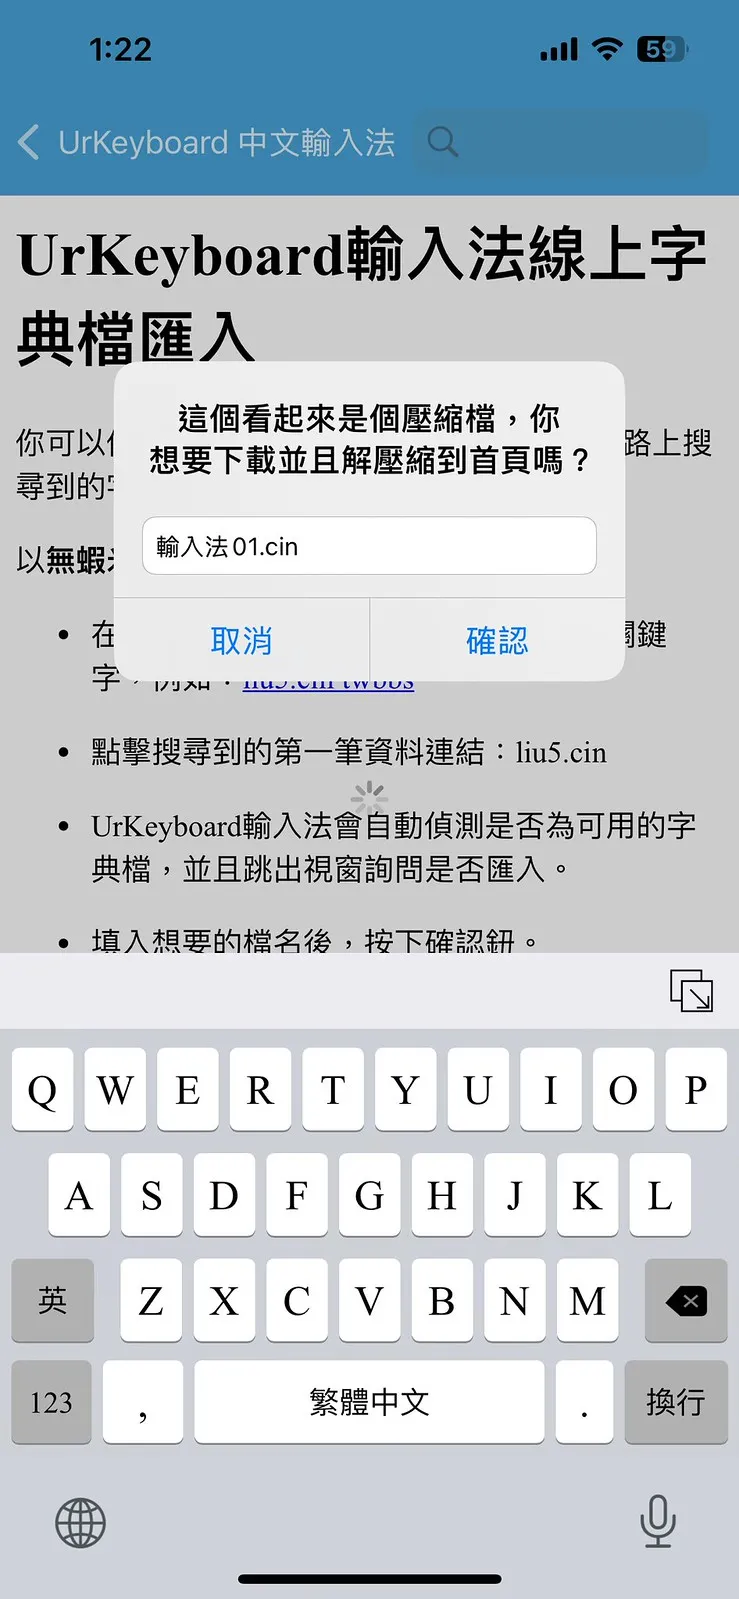 1:22
59
UrKeyboard 中文輸入法
UrKeyboard輸入法線上字
典檔匯入
你可以
路上搜
尋到的
以無蝦
這個看起來是個壓縮檔，你
想要下載並且解壓縮到首頁嗎？
輸入法01.cin
取消
確認
在
鍵
字，例如：liu5.cin twbbs
點擊搜尋到的第一筆資料連結：liu5.cin
UrKeyboard輸入法會自動偵測是否為可用的字
典檔，並且跳出視窗詢問是否匯入。
填入想要的檔名後，按下確認鈕。
Q W E R T Y U I O P
A S D F G H J K L
英 Z X C V B N M
123 , 繁體中文 . 換行